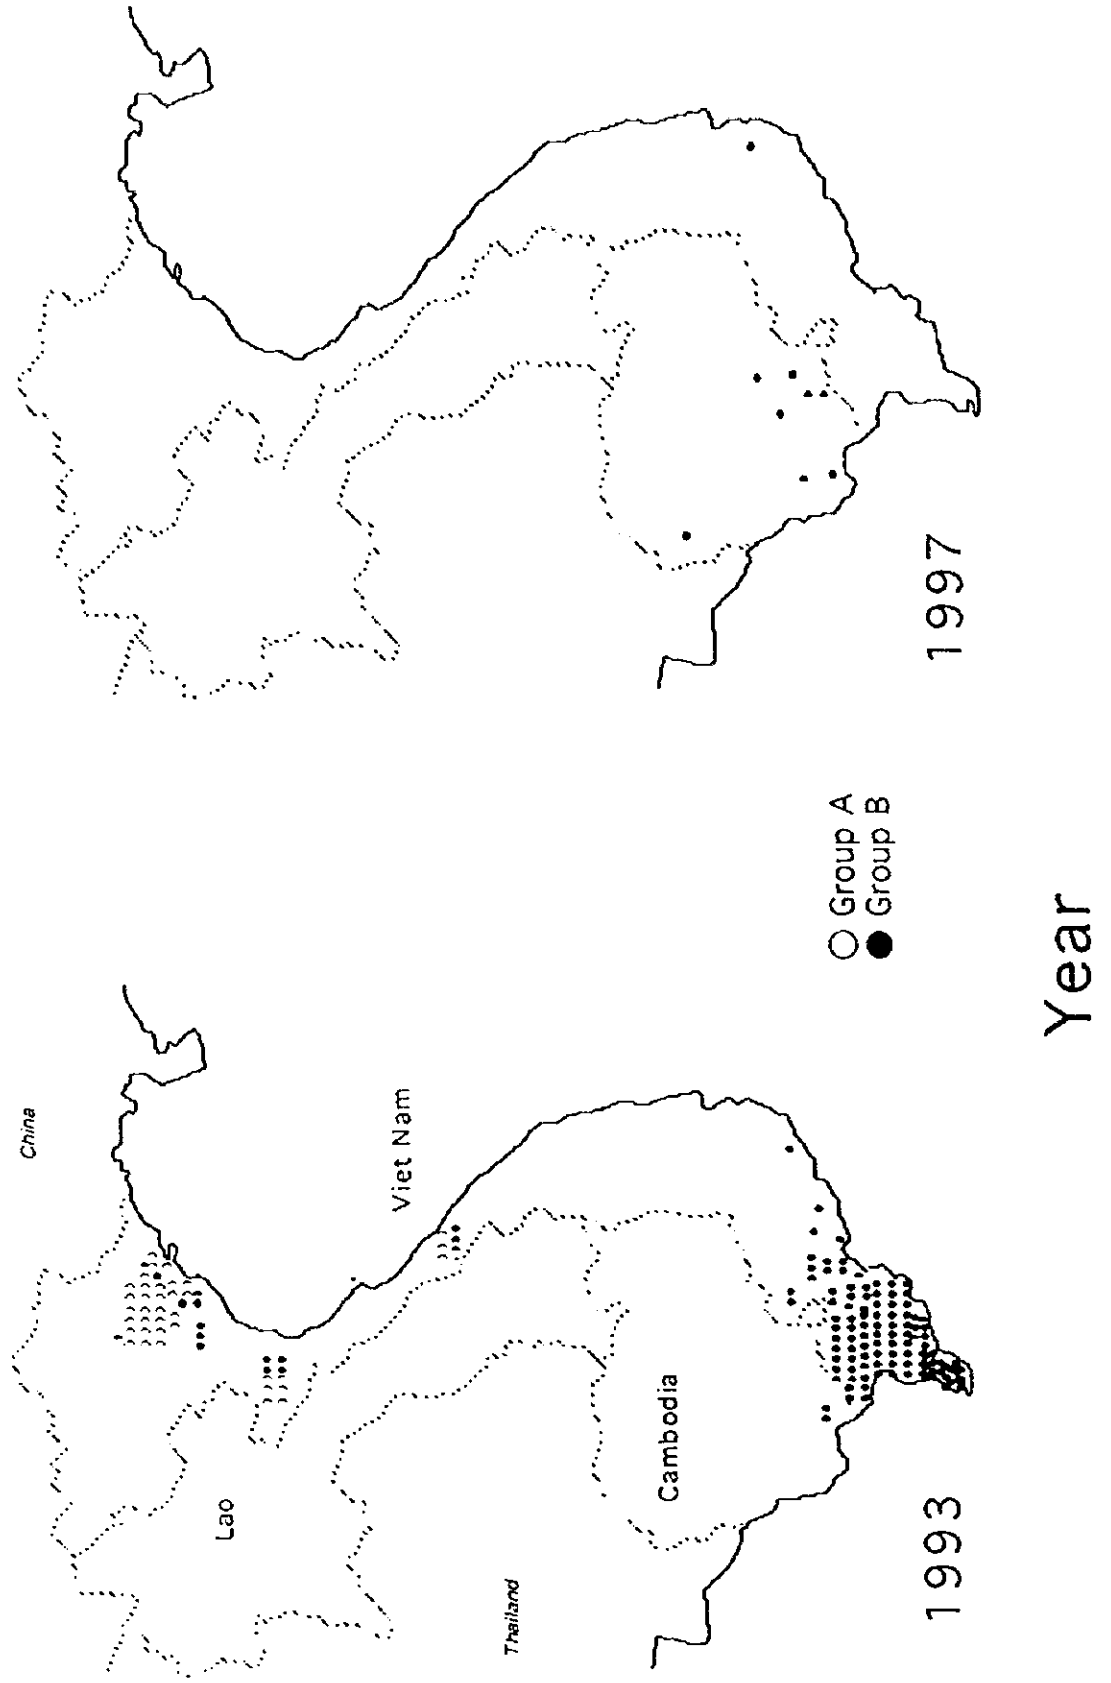 China
Lao
Viet Nam
Thailand
Cambodia
1993
Group A
Group B
1997
Year